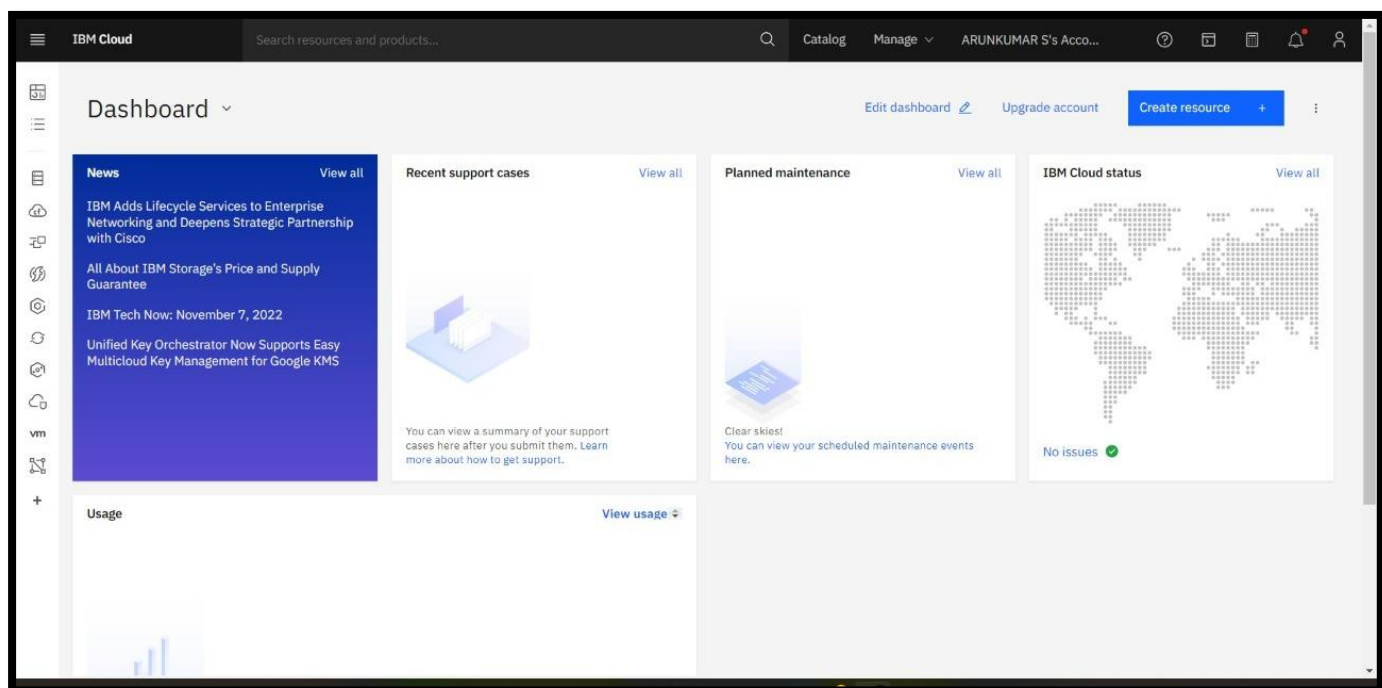 IBM Cloud
Search resources and products...
Catalog
Manage
ARUNKUMAR S's Acco...
Dashboard
Edit dashboard
Upgrade account
Create resource +
News
View all
IBM Adds Lifecycle Services to Enterprise
Networking and Deepens Strategic Partnership
with Cisco
All About IBM Storage's Price and Supply
Guarantee
IBM Tech Now: November 7, 2022
Unified Key Orchestrator Now Supports Easy
Multicloud Key Management for Google KMS
Recent support cases
View all
You can view a summary of your support
cases here after you submit them. Learn
more about how to get support.
Planned maintenance
View all
Clear skies!
You can view your scheduled maintenance events
here.
IBM Cloud status
View all
No issues
vm
Usage
View usage